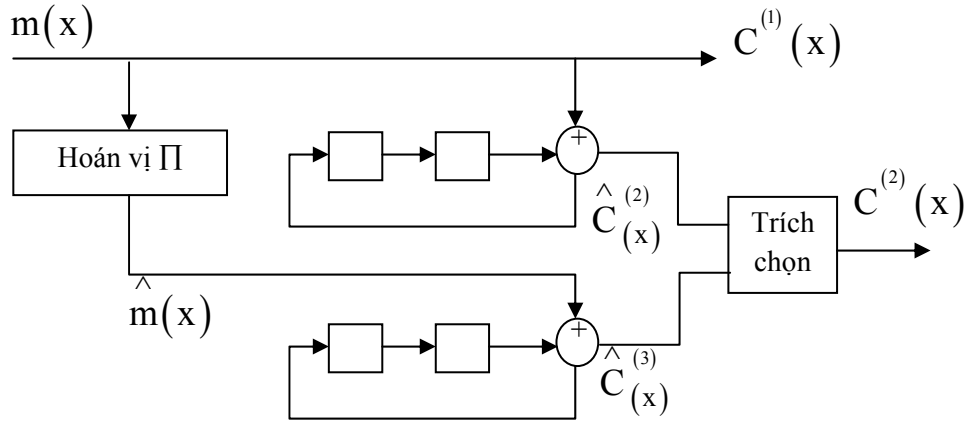 m(x)
C⁽¹⁾(x)
Hoán vị ∏
+
Ĉ⁽²⁾(x)
C⁽²⁾(x)
Trích
chọn
m̂(x)
+
Ĉ⁽³⁾(x)